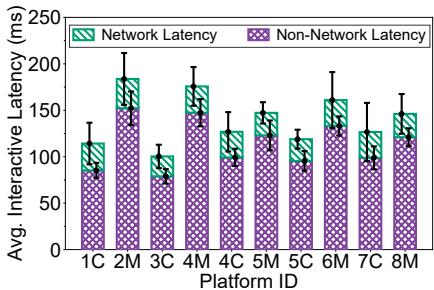 Avg. Interactive Latency (ms)
250
200
150
100
50
0
Network Latency
Non-Network Latency
1C 2M 3C 4M 4C 5M 5C 6M 7C 8M
Platform ID